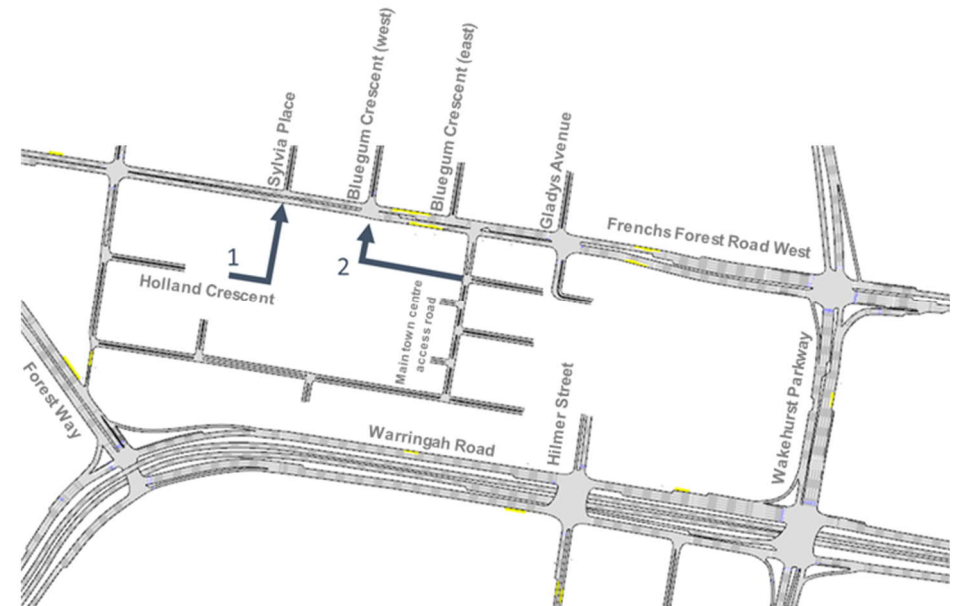 Sylvia Place
Bluegum Crescent (west)
Bluegum Crescent (east)
Gladys Avenue
Frenchs Forest Road West
1
2
Holland Crescent
Main town centre
access road
Forest Way
Warringah Road
Hilmer Street
Wakehurst Parkway